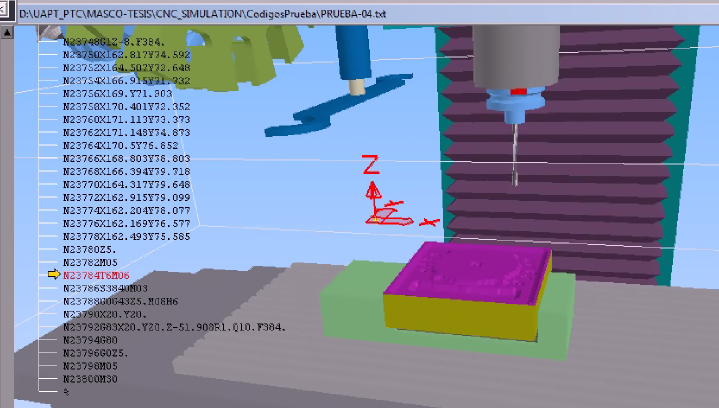 D:\UAPT_PTC\MASCO-TESIS\CNC_SIMULATION\CodigosPrueba\PRUEBA-04.txt
N23748G1Z-8.F384.
N23750X162.817Y74.592
N23752X164.507Y72.648
N23754X166.915Y71.732
N23756X169.Y71.803
N23758X170.401Y72.352
N23760X171.113Y73.373
N23762X171.148Y74.873
N23764X170.5Y76.852
N23766X168.803Y78.803
N23768X166.394Y79.718
N23770X164.317Y79.648
N23772X162.915Y79.099
N23774X162.204Y78.077
N23776X162.169Y76.577
N23778X162.493Y75.585
N23780Z5.
N23782M05
N23784T6M06
N23786S3840M03
N23788G0G43Z5.M08H6
N23790X20.Y20.
N23792G83X20.Y20.Z-51.908R1.Q10.F384.
N23794G80
N23796G0Z5.
N23798M05
N23800M30
%
Z
Y
X